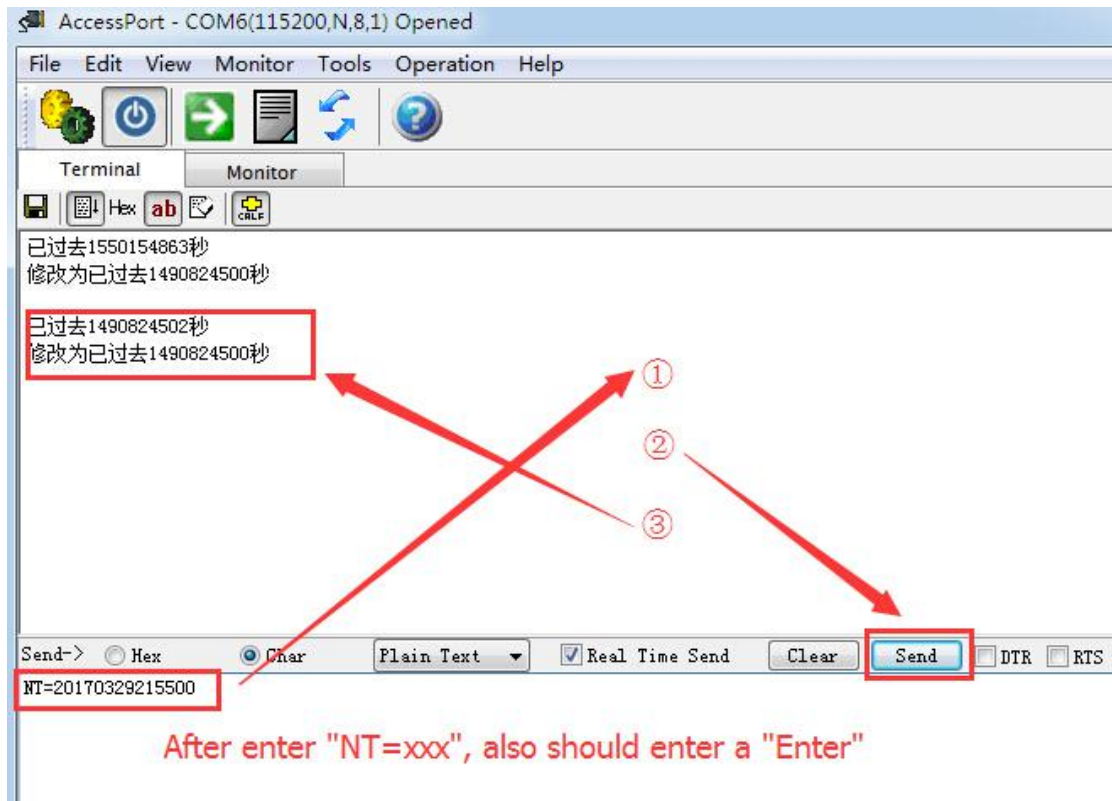 AccessPort - COM6(115200,N,8,1) Opened
File Edit View Monitor Tools Operation Help
Terminal Monitor
Hex ab CRLF
已过去1550154863秒
修改为已过去1490824500秒
已过去1490824502秒
修改为已过去1490824500秒
①
②
③
Send-> Hex Char Plain Text Real Time Send Clear Send DTR RTS
NT=20170329215500
After enter "NT=xxx", also should enter a "Enter"